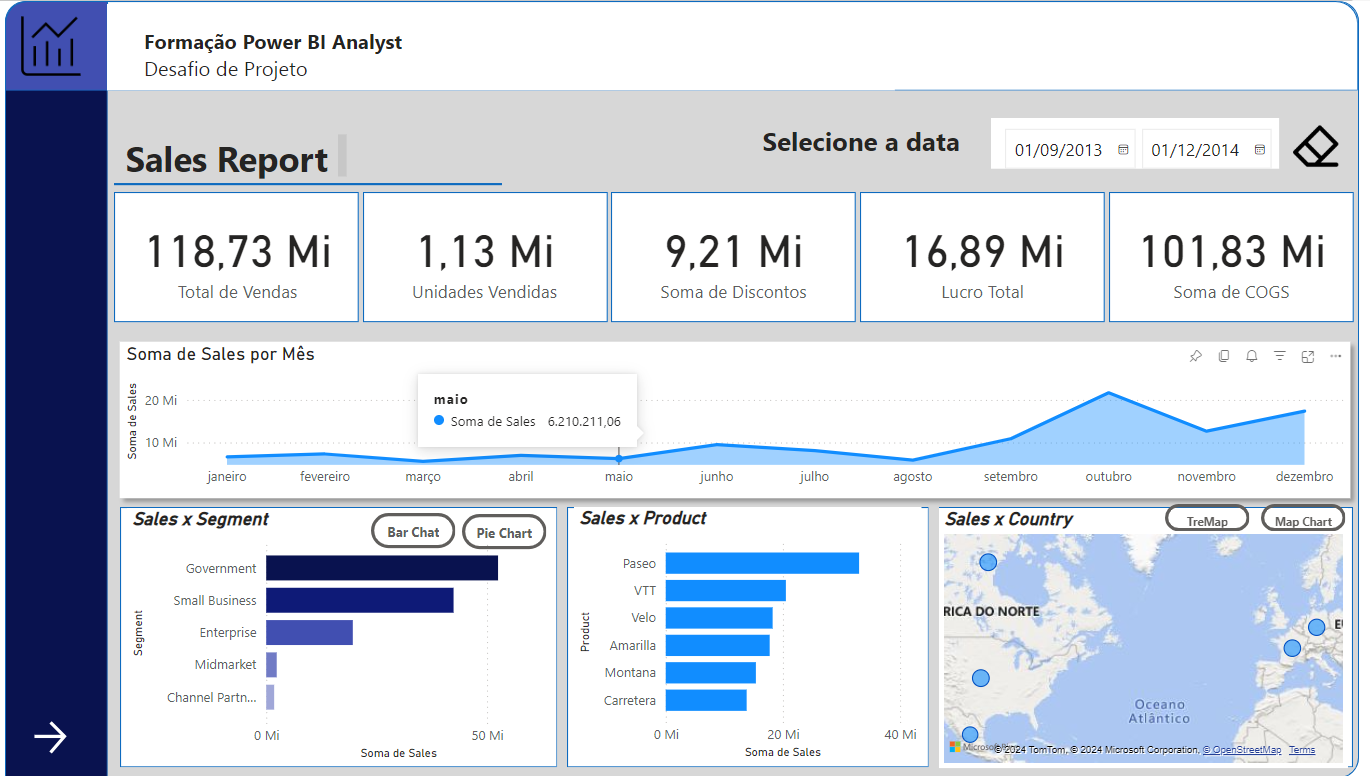 Formação Power BI Analyst
Desafio de Projeto
Sales Report
Selecione a data
01/09/2013
01/12/2014
118,73 Mi
Total de Vendas
1,13 Mi
Unidades Vendidas
9,21 Mi
Soma de Discontos
16,89 Mi
Lucro Total
101,83 Mi
Soma de COGS
Soma de Sales por Mês
Soma de Sales
20 Mi
10 Mi
maio
Soma de Sales 6.210.211,06
janeiro fevereiro março abril maio junho julho agosto setembro outubro novembro dezembro
Sales x Segment
Bar Chat
Pie Chart
Segment
Government
Small Business
Enterprise
Midmarket
Channel Partn...
0 Mi 50 Mi
Soma de Sales
Sales x Product
Product
Paseo
VTT
Velo
Amarilla
Montana
Carretera
0 Mi 20 Mi 40 Mi
Soma de Sales
Sales x Country
TreMap
Map Chart
RICA DO NORTE
Oceano
Atlântico
© 2024 TomTom, © 2024 Microsoft Corporation, © OpenStreetMap Terms